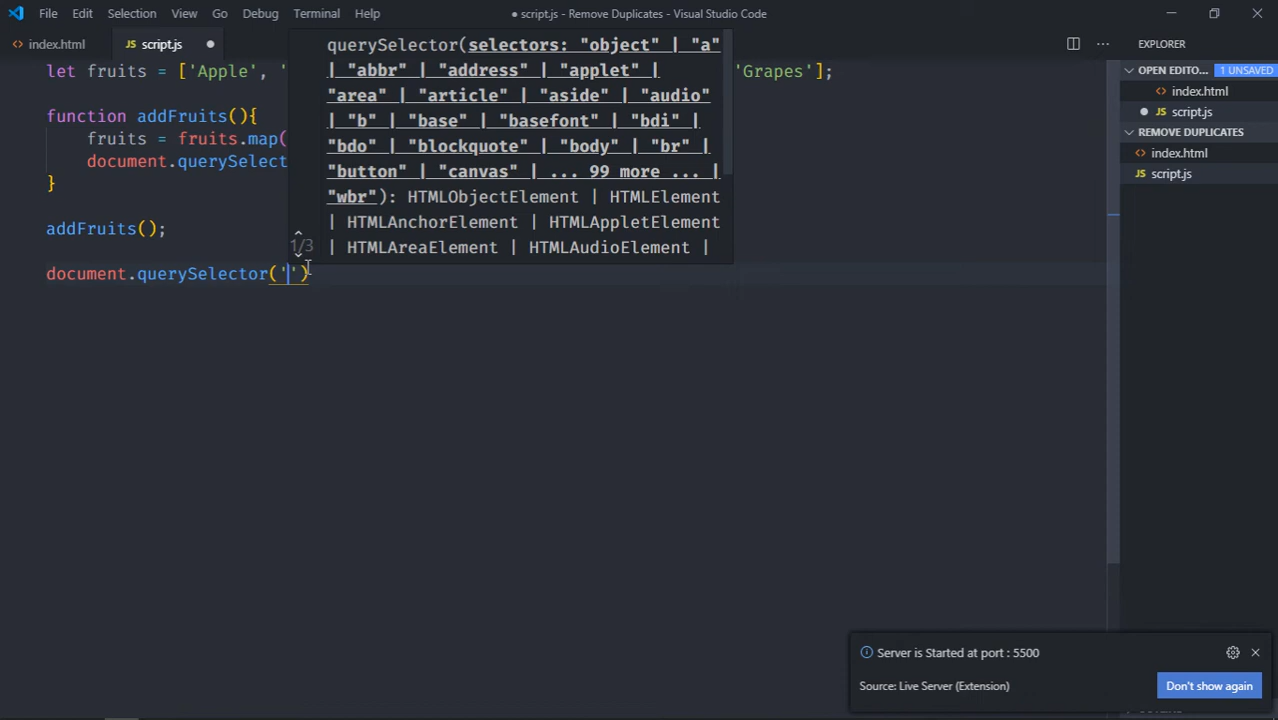 File Edit Selection View Go Debug Terminal Help
● script.js - Remove Duplicates - Visual Studio Code
index.html
JS script.js
EXPLORER
OPEN EDITO... 1 UNSAVED
index.html
JS script.js
REMOVE DUPLICATES
index.html
JS script.js
let fruits = ['Apple', ' 'Grapes'];
function addFruits(){
fruits = fruits.map(
document.querySelect
}
addFruits();
document.querySelector('')
1/3
querySelector(selectors: "object" | "a"
| "abbr" | "address" | "applet" |
"area" | "article" | "aside" | "audio"
| "b" | "base" | "basefont" | "bdi" |
"bdo" | "blockquote" | "body" | "br" |
"button" | "canvas" | ... 99 more ... |
"wbr"): HTMLObjectElement | HTMLElement
| HTMLAnchorElement | HTMLAppletElement
| HTMLAreaElement | HTMLAudioElement |
Server is Started at port : 5500
Source: Live Server (Extension)
Don't show again